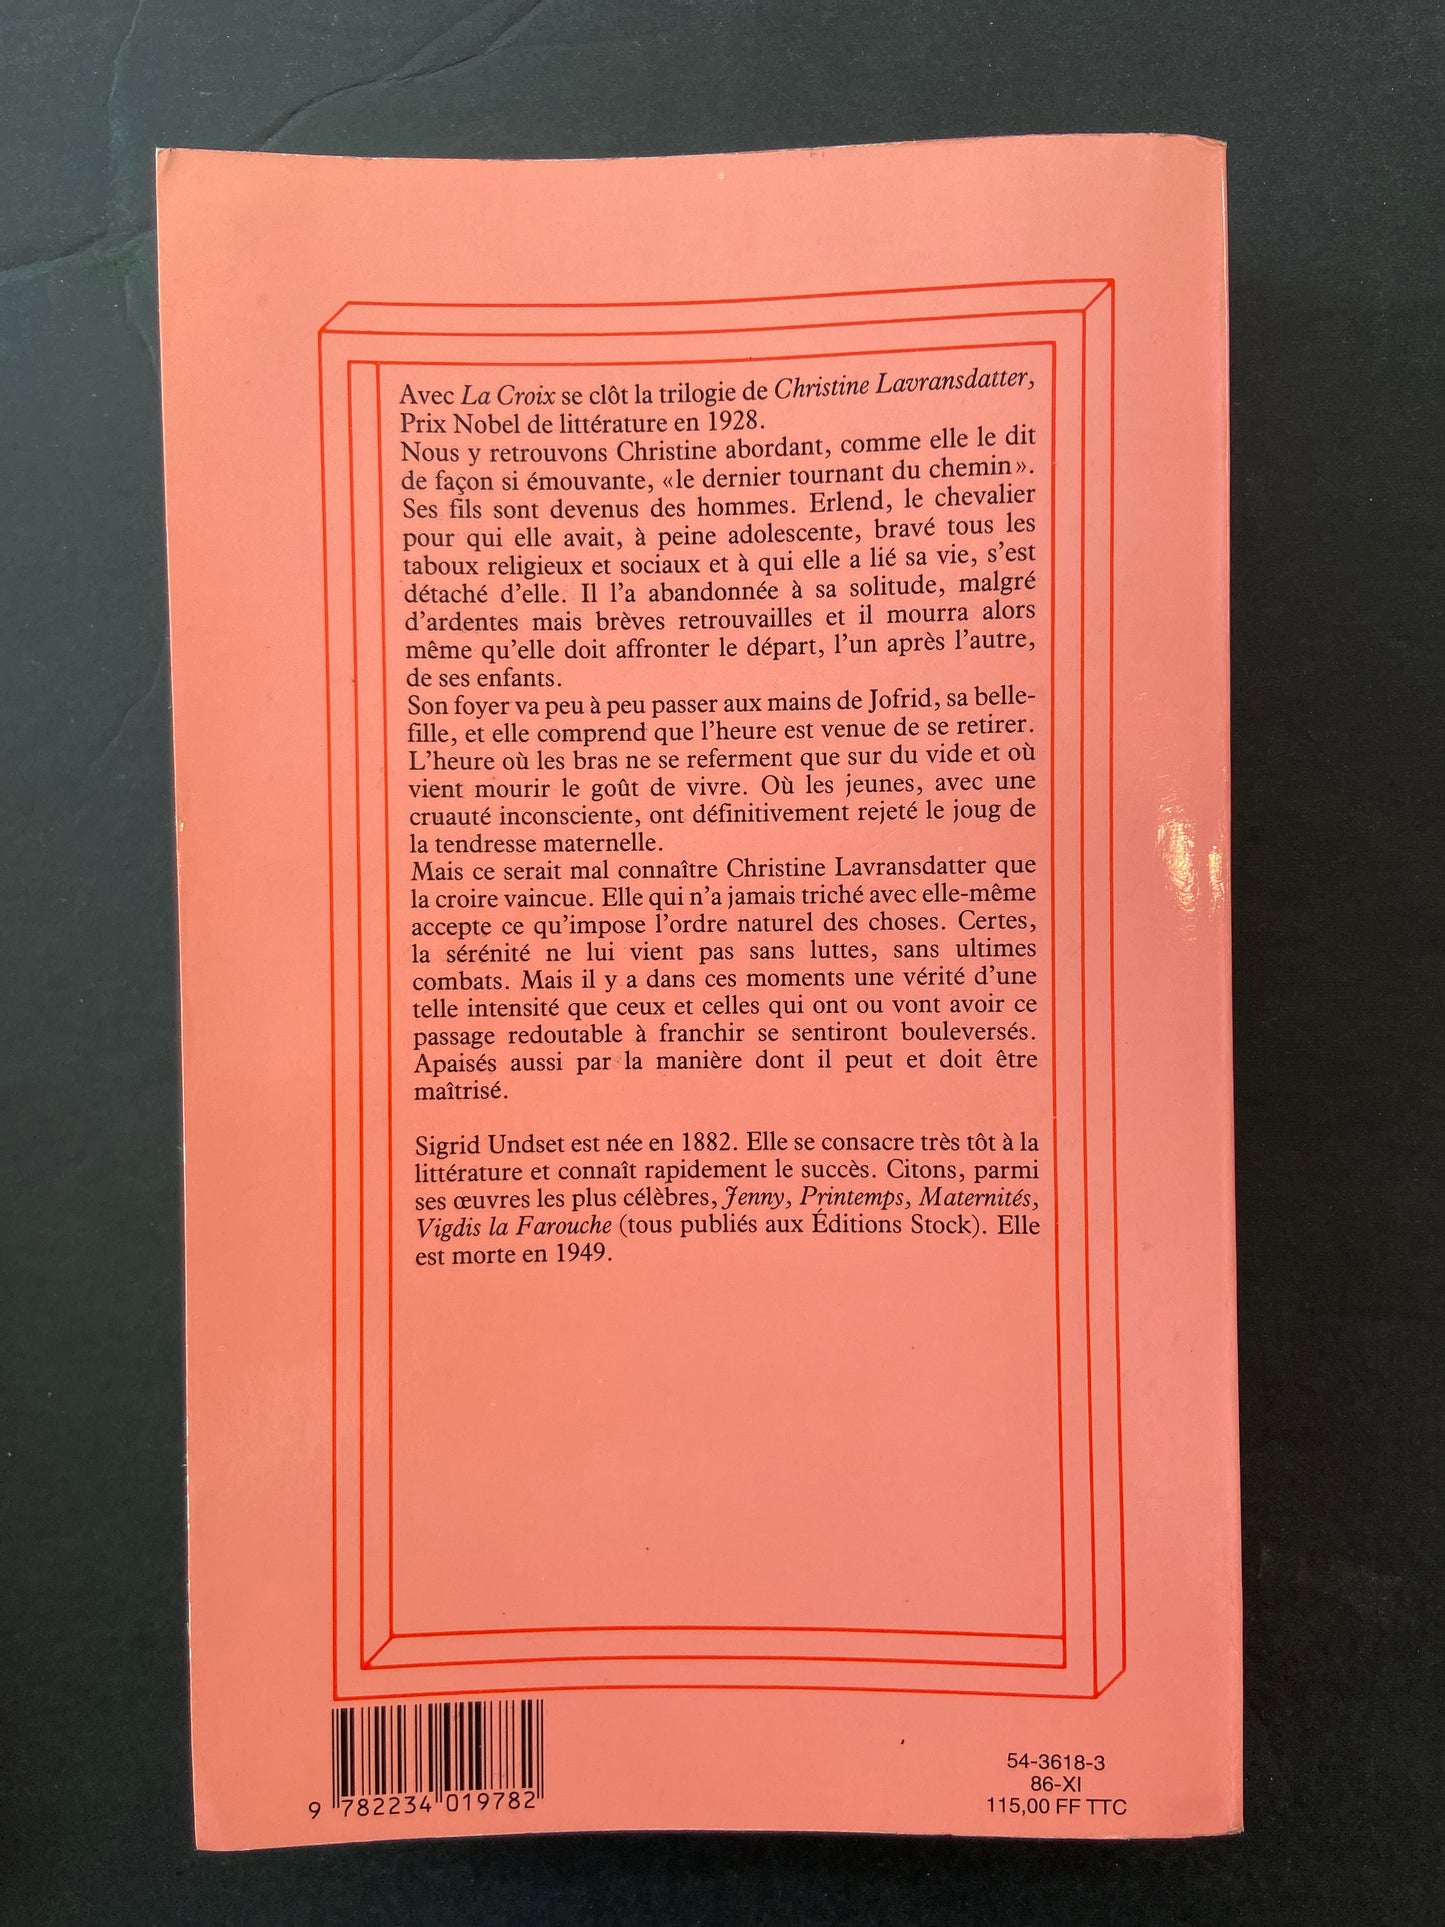 Avec La Croix se clôt la trilogie de Christine Lavransdatter,
Prix Nobel de littérature en 1928.
Nous y retrouvons Christine abordant, comme elle le dit
de façon si émouvante, «le dernier tournant du chemin».
Ses fils sont devenus des hommes. Erlend, le chevalier
pour qui elle avait, à peine adolescente, bravé tous les
taboux religieux et sociaux et à qui elle a lié sa vie, s'est
détaché d'elle. Il l'a abandonnée à sa solitude, malgré
d'ardentes mais brèves retrouvailles et il mourra alors
même qu'elle doit affronter le départ, l'un après l'autre,
de ses enfants.
Son foyer va peu à peu passer aux mains de Jofrid, sa belle-
fille, et elle comprend que l'heure est venue de se retirer.
L'heure où les bras ne se referment que sur du vide et où
vient mourir le goût de vivre. Où les jeunes, avec une
cruauté inconsciente, ont définitivement rejeté le joug de
la tendresse maternelle.
Mais ce serait mal connaître Christine Lavransdatter que
la croire vaincue. Elle qui n'a jamais triché avec elle-même
accepte ce qu'impose l'ordre naturel des choses. Certes,
la sérénité ne lui vient pas sans luttes, sans ultimes
combats. Mais il y a dans ces moments une vérité d'une
telle intensité que ceux et celles qui ont ou vont avoir ce
passage redoutable à franchir se sentiront bouleversés.
Apaisés aussi par la manière dont il peut et doit être
maîtrisé.
Sigrid Undset est née en 1882. Elle se consacre très tôt à la
littérature et connaît rapidement le succès. Citons, parmi
ses œuvres les plus célèbres, Jenny, Printemps, Maternités,
Vigdis la Farouche (tous publiés aux Éditions Stock). Elle
est morte en 1949.
9 782234 019782
54-3618-3
86-XI
115,00 FF TTC